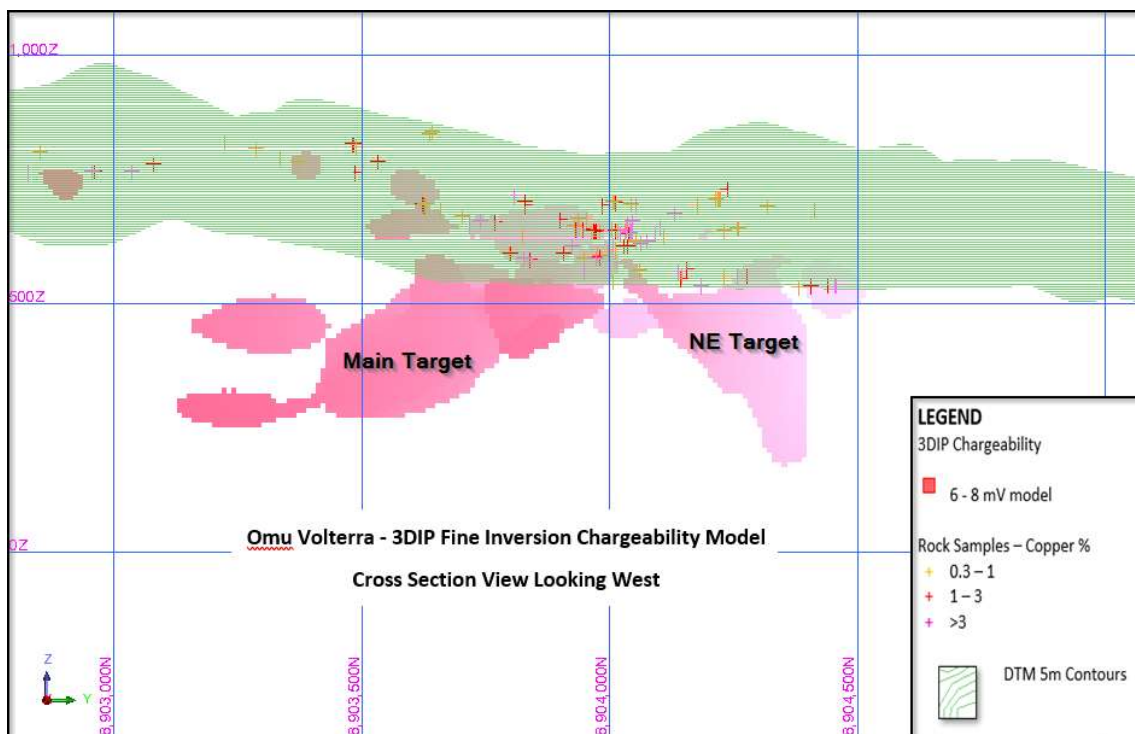 1,000Z
500Z
Main Target
NE Target
LEGEND
3DIP Chargeability
6 - 8 mV model
Omu Volterra - 3DIP Fine Inversion Chargeability Model
0Z
Cross Section View Looking West
Rock Samples – Copper %
0.3 – 1
1 – 3
>3
DTM 5m Contours
Z
Y
8,903,000N
8,903,500N
8,904,000N
8,904,500N